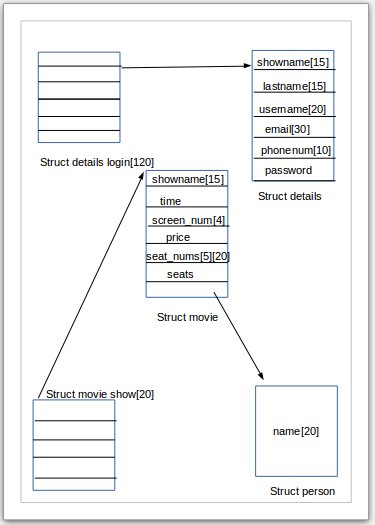 showname[15]
lastname[15]
username[20]
email[30]
phonenum[10]
password
Struct details login[120]
Struct details
showname[15]
time
screen_num[4]
price
seat_nums[5][20]
seats
Struct movie
Struct movie show[20]
name[20]
Struct person